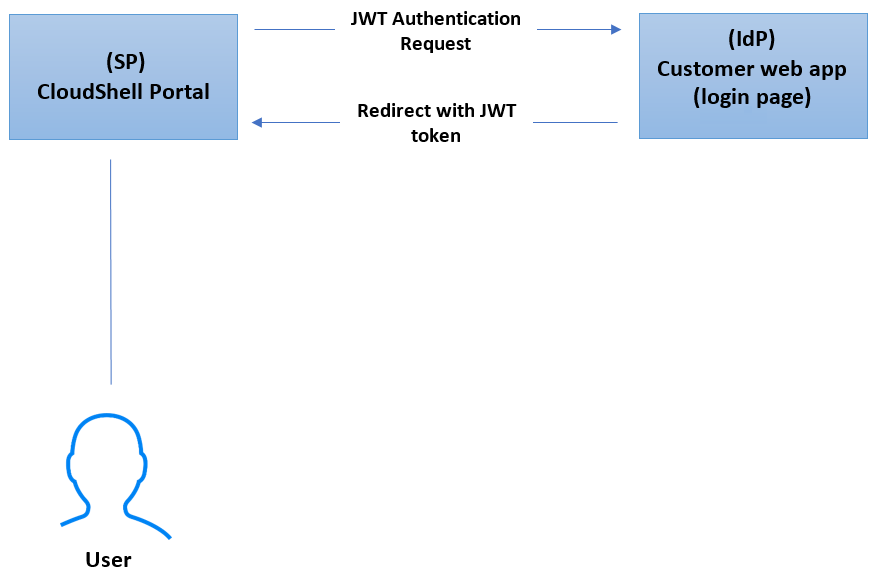 (SP)
CloudShell Portal
JWT Authentication
Request
(IdP)
Customer web app
(login page)
Redirect with JWT
token
User